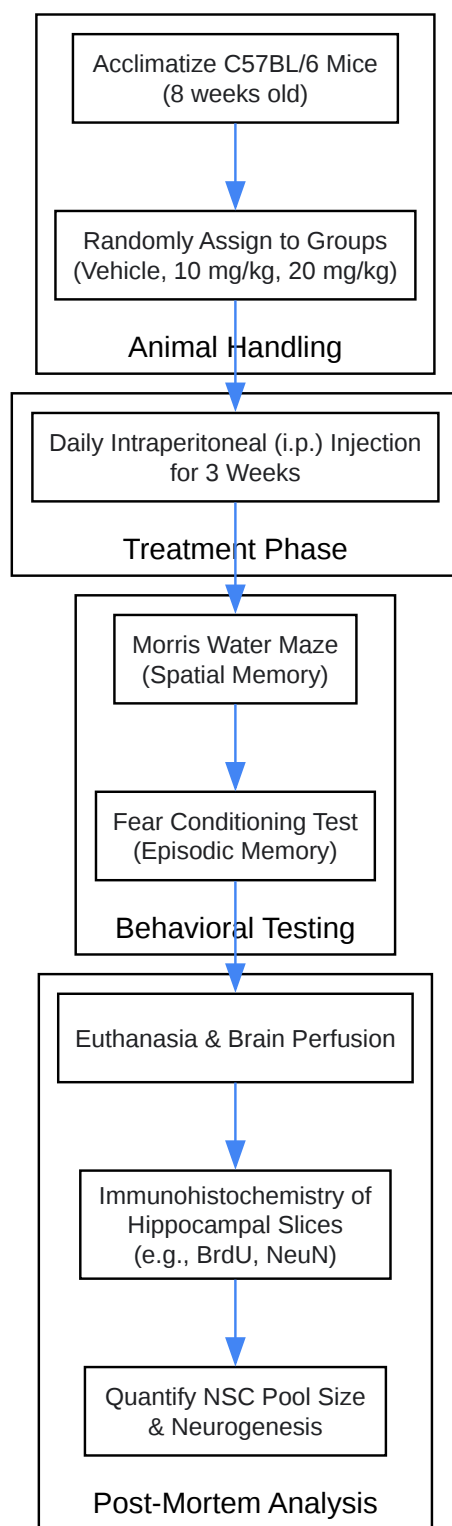 Acclimatize C57BL/6 Mice
(8 weeks old)
Randomly Assign to Groups
(Vehicle, 10 mg/kg, 20 mg/kg)
Animal Handling
Daily Intraperitoneal (i.p.) Injection
for 3 Weeks
Treatment Phase
Morris Water Maze
(Spatial Memory)
Fear Conditioning Test
(Episodic Memory)
Behavioral Testing
Euthanasia & Brain Perfusion
Immunohistochemistry of
Hippocampal Slices
(e.g., BrdU, NeuN)
Quantify NSC Pool Size
& Neurogenesis
Post-Mortem Analysis